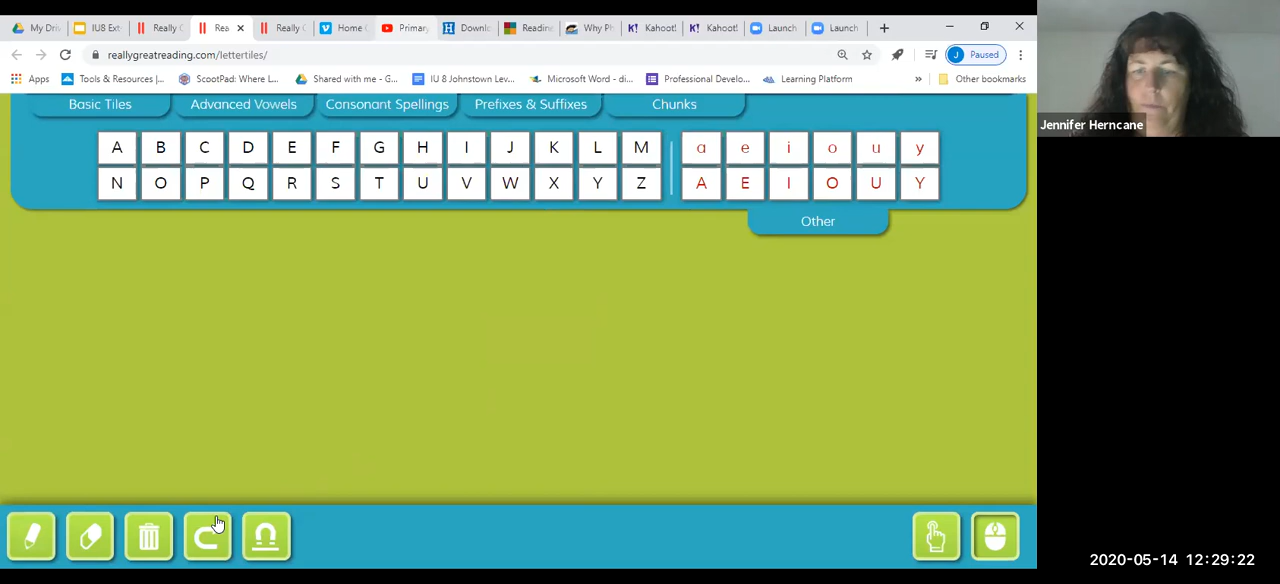 My Dri
IU8 Ext
Really (
Rea
Really (
Home (
Primary
Downlo
Readin
Why Ph
Kahoot!
Kahoot!
Launch
Launch
reallygreatreading.com/lettertiles/
J Paused
Apps
Tools & Resources |...
ScootPad: Where L...
Shared with me - G...
IU 8 Johnstown Lev...
Microsoft Word - di...
Professional Develo...
Learning Platform
» Other bookmarks
Basic Tiles Advanced Vowels Consonant Spellings Prefixes & Suffixes Chunks
A B C D E F G H I J K L M a e i o u y
N O P Q R S T U V W X Y Z A E I O U Y
Other
Jennifer Herncane
2020-05-14 12:29:22